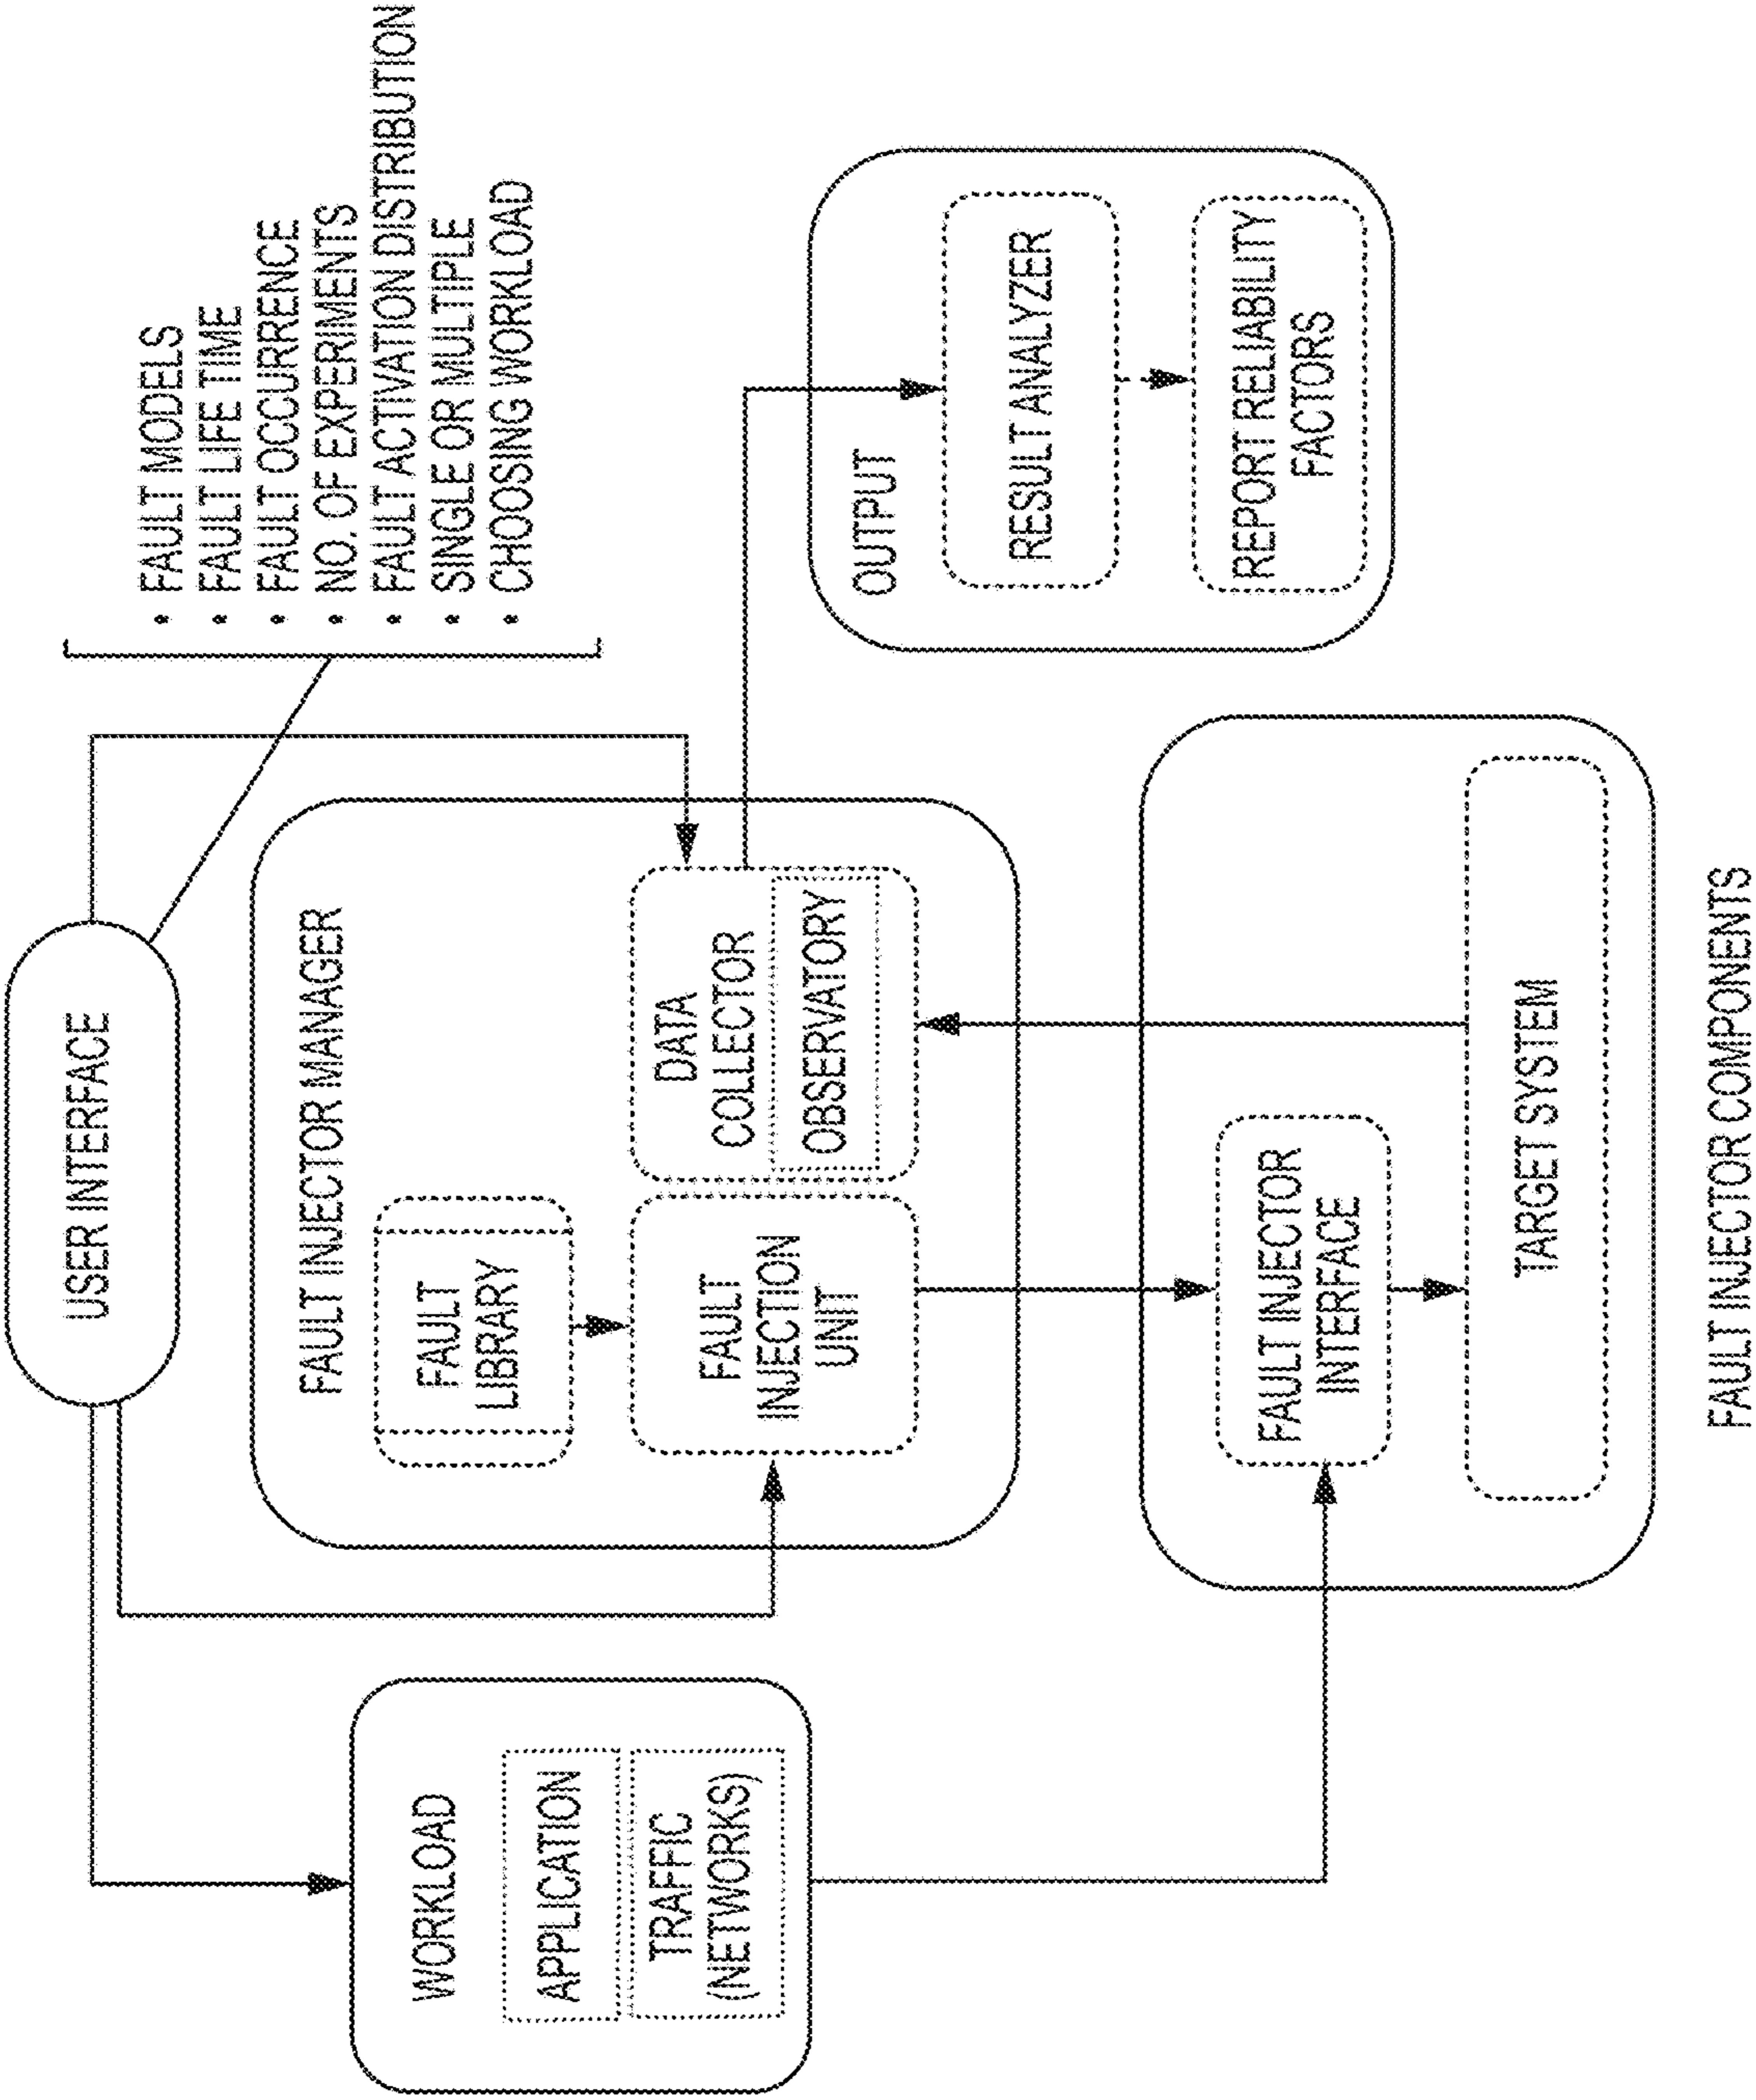 USER INTERFACE
• FAULT MODELS
• FAULT LIFE TIME
• FAULT OCCURRENCE
• NO. OF EXPERIMENTS
• FAULT ACTIVATION DISTRIBUTION
• SINGLE OR MULTIPLE
• CHOOSING WORKLOAD
WORKLOAD
APPLICATION
TRAFFIC
(NETWORKS)
FAULT INJECTOR MANAGER
FAULT
LIBRARY
FAULT
INJECTION
UNIT
DATA
COLLECTOR
OBSERVATORY
OUTPUT
RESULT ANALYZER
REPORT RELIABILITY
FACTORS
FAULT INJECTOR
INTERFACE
TARGET SYSTEM
FAULT INJECTOR COMPONENTS